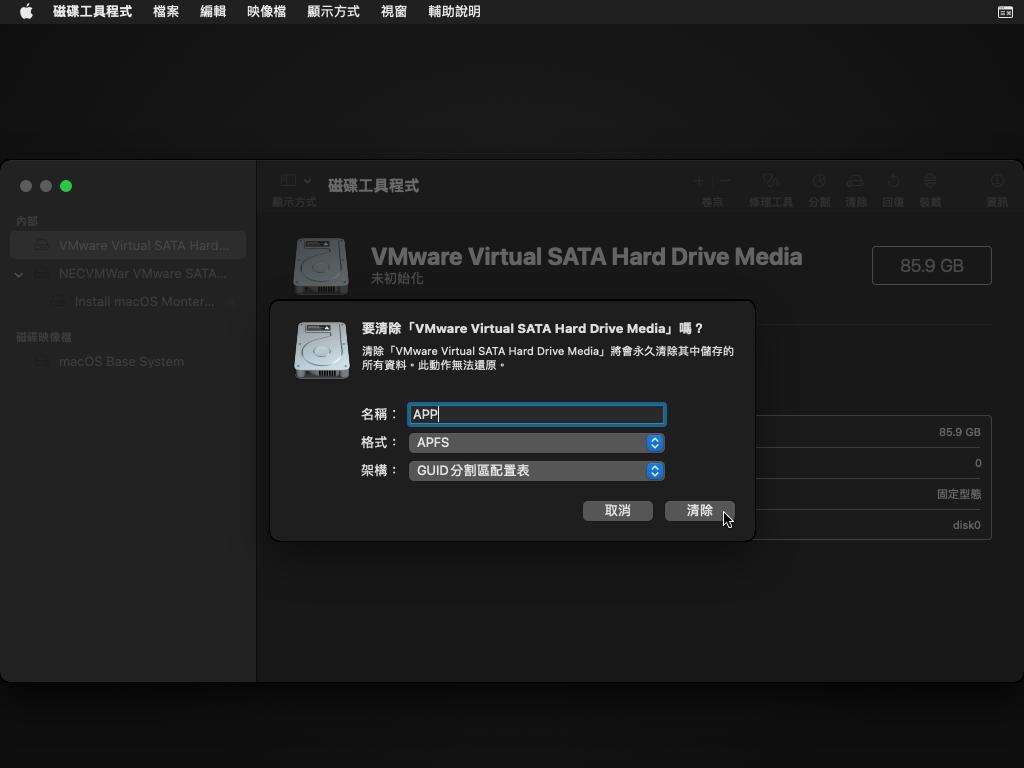 磁碟工具程式 檔案 編輯 映像檔 顯示方式 視窗 輔助說明
磁碟工具程式
顯示方式 卷宗 修理工具 分割 清除 回復 裝載 資訊
內部
VMware Virtual SATA Hard...
NECVMWar VMware SATA...
Install macOS Monter...
磁碟映像檔
macOS Base System
VMware Virtual SATA Hard Drive Media
未初始化
85.9 GB
要清除「VMware Virtual SATA Hard Drive Media」嗎？
清除「VMware Virtual SATA Hard Drive Media」將會永久清除其中儲存的
所有資料。此動作無法還原。
名稱： APP
格式： APFS
架構： GUID 分割區配置表
取消 清除
85.9 GB
0
固定型態
disk0